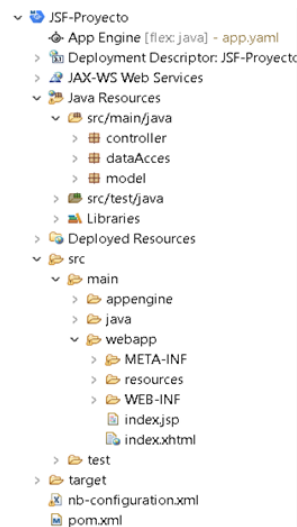 JSF-Proyecto
App Engine [flex: java] - app.yaml
Deployment Descriptor: JSF-Proyecto
JAX-WS Web Services
Java Resources
src/main/java
controller
dataAcces
model
src/test/java
Libraries
Deployed Resources
src
main
appengine
java
webapp
META-INF
resources
WEB-INF
index.jsp
index.xhtml
test
target
nb-configuration.xml
pom.xml